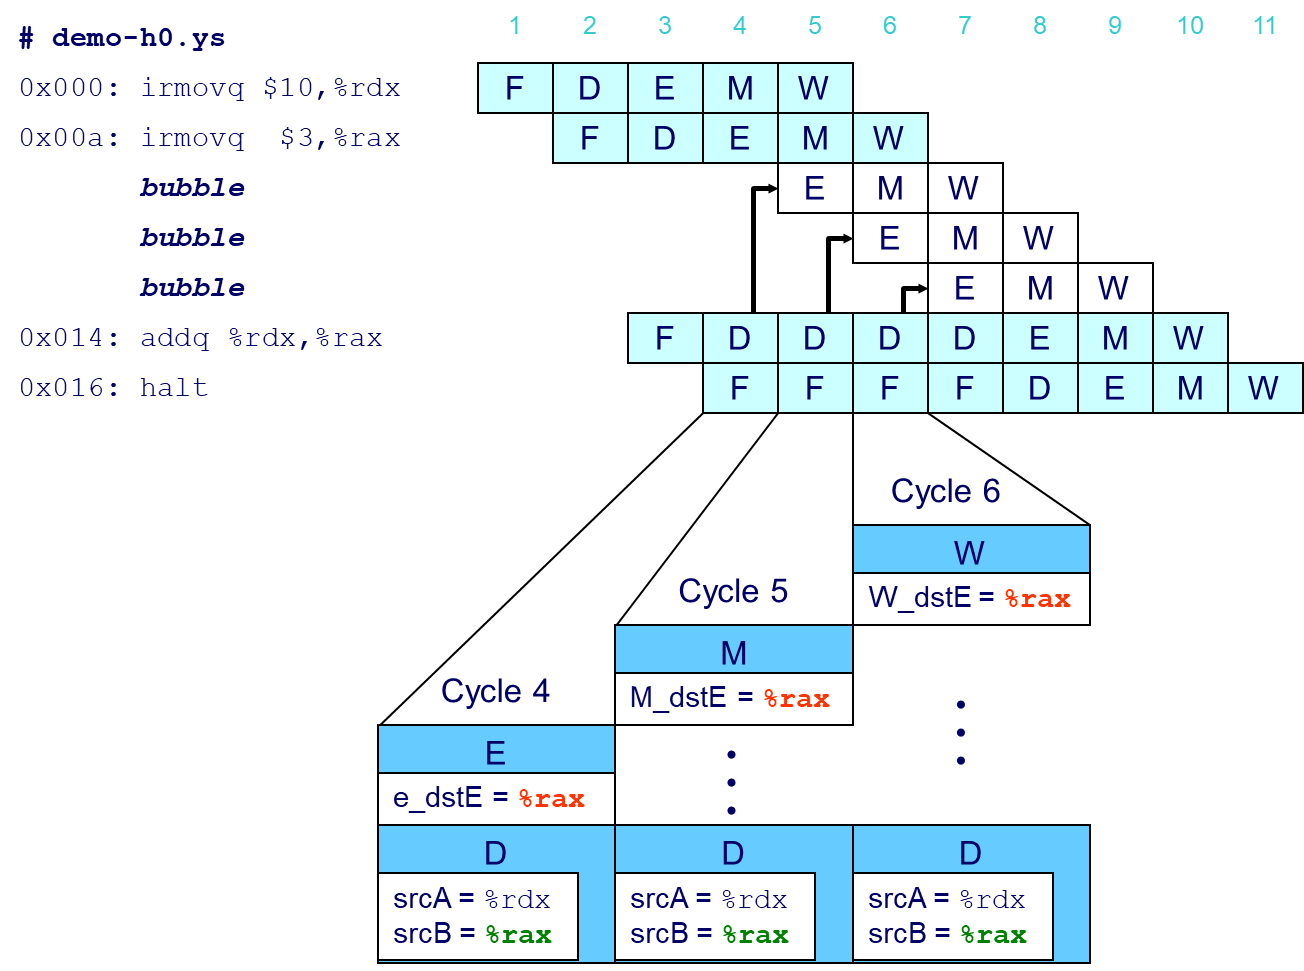 1 2 3 4 5 6 7 8 9 10 11
# demo-h0.ys
0x000: irmovq $10,%rdx F D E M W
0x00a: irmovq  $3,%rax F D E M W
bubble E M W
bubble E M W
bubble E M W
0x014: addq %rdx,%rax F D D D D E M W
0x016: halt F F F F D E M W
Cycle 6
W
W_dstE = %rax
Cycle 5
M
M_dstE = %rax
Cycle 4
E
e_dstE = %rax
D D D
srcA = %rdx srcA = %rdx srcA = %rdx
srcB = %rax srcB = %rax srcB = %rax